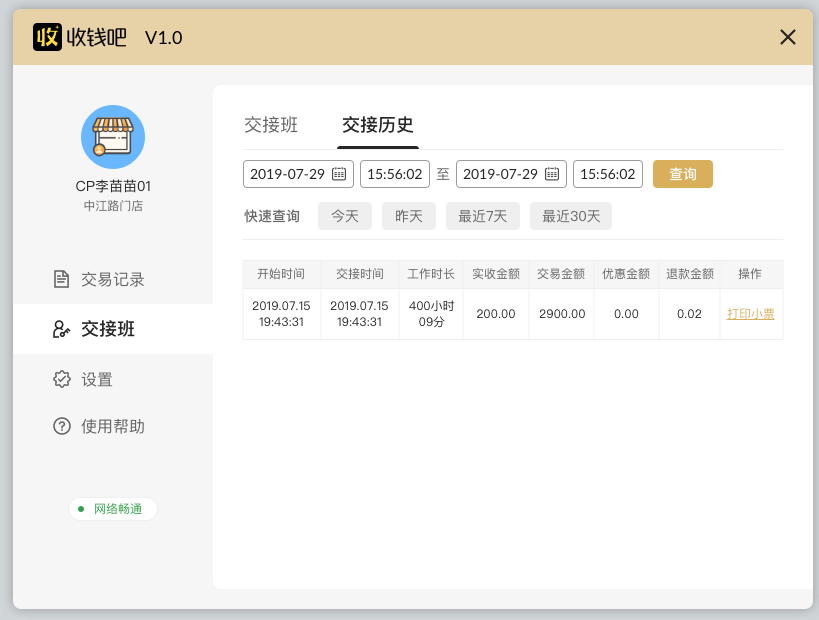 收 收钱吧 V1.0
CP李苗苗01
中江路门店
交易记录
交接班
设置
使用帮助
网络畅通
交接班 交接历史
2019-07-29 15:56:02 至 2019-07-29 15:56:02 查询
快速查询 今天 昨天 最近7天 最近30天
开始时间 交接时间 工作时长 实收金额 交易金额 优惠金额 退款金额 操作
2019.07.15 2019.07.15 400小时
19:43:31 19:43:31 09分
200.00 2900.00 0.00 0.02 打印小票